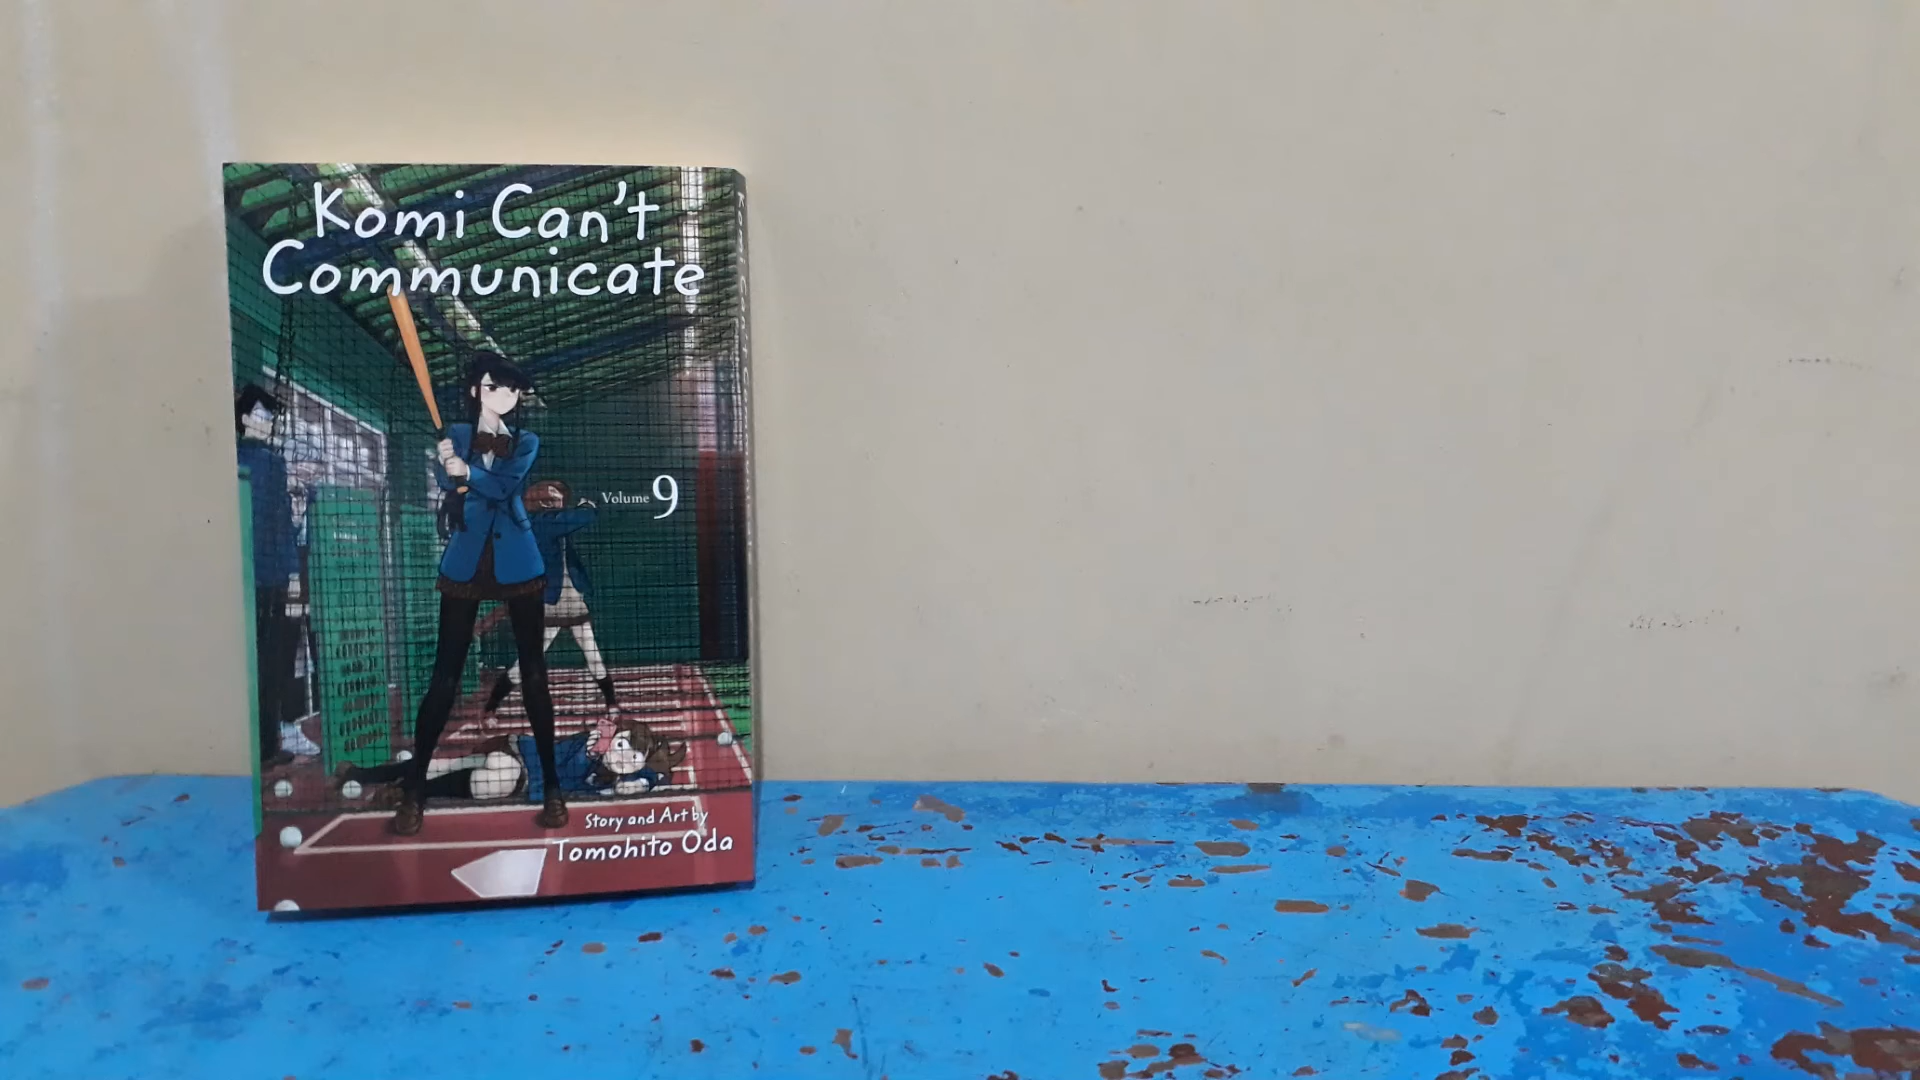 Komi Can't
Communicate
Volume 9
Story and Art by
Tomohito Oda